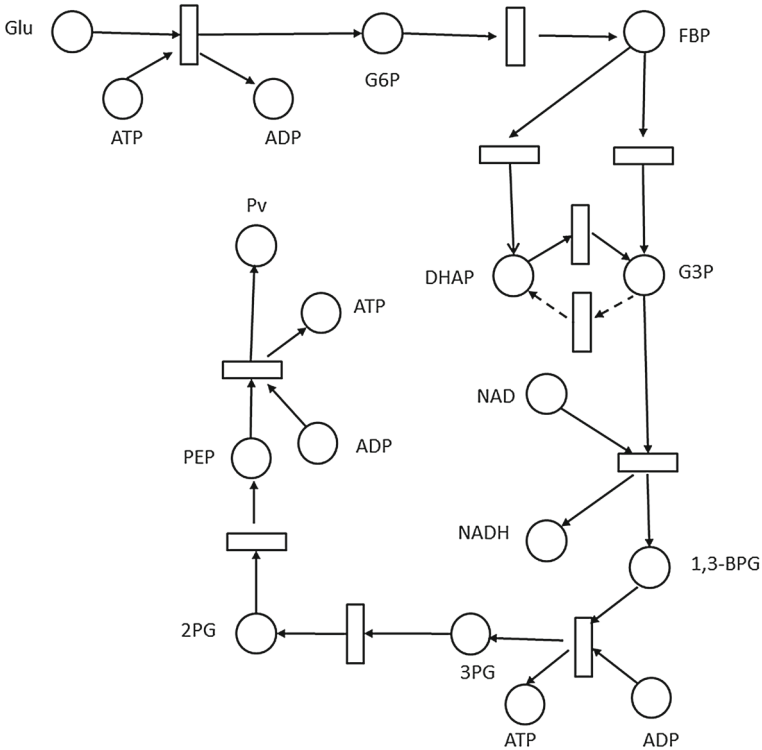 Glu
FBP
G6P
ATP
ADP
Pv
DHAP
G3P
ATP
NAD
PEP
ADP
NADH
1,3-BPG
2PG
3PG
ATP
ADP